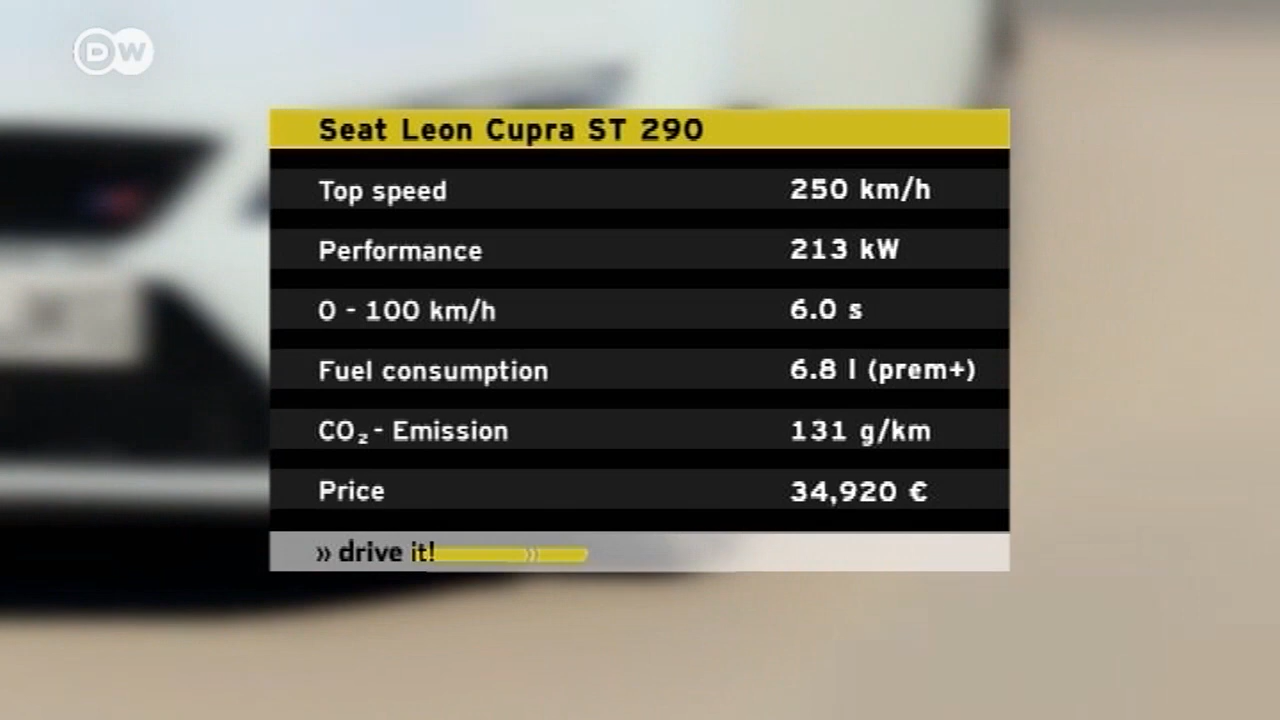 DW
Seat Leon Cupra ST 290
Top speed 250 km/h
Performance 213 kW
0 - 100 km/h 6.0 s
Fuel consumption 6.8 l (prem+)
CO₂ - Emission 131 g/km
Price 34,920 €
» drive it!